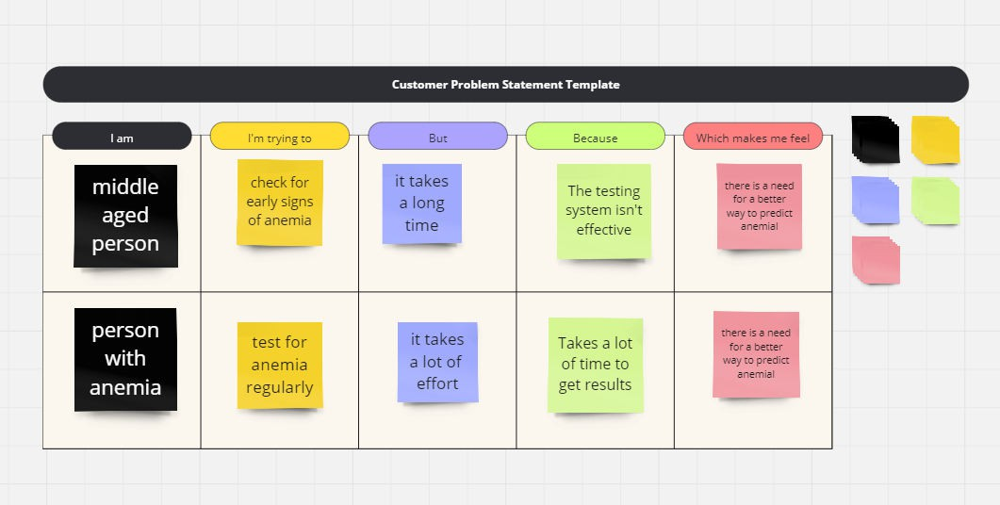 Customer Problem Statement Template
I am
I'm trying to
But
Because
Which makes me feel
middle
aged
person
check for
early signs
of anemia
it takes
a long
time
The testing
system isn't
effective
there is a need
for a better
way to predict
anemial
person
with
anemia
test for
anemia
regularly
it takes
a lot of
effort
Takes a lot
of time to
get results
there is a need
for a better
way to predict
anemial